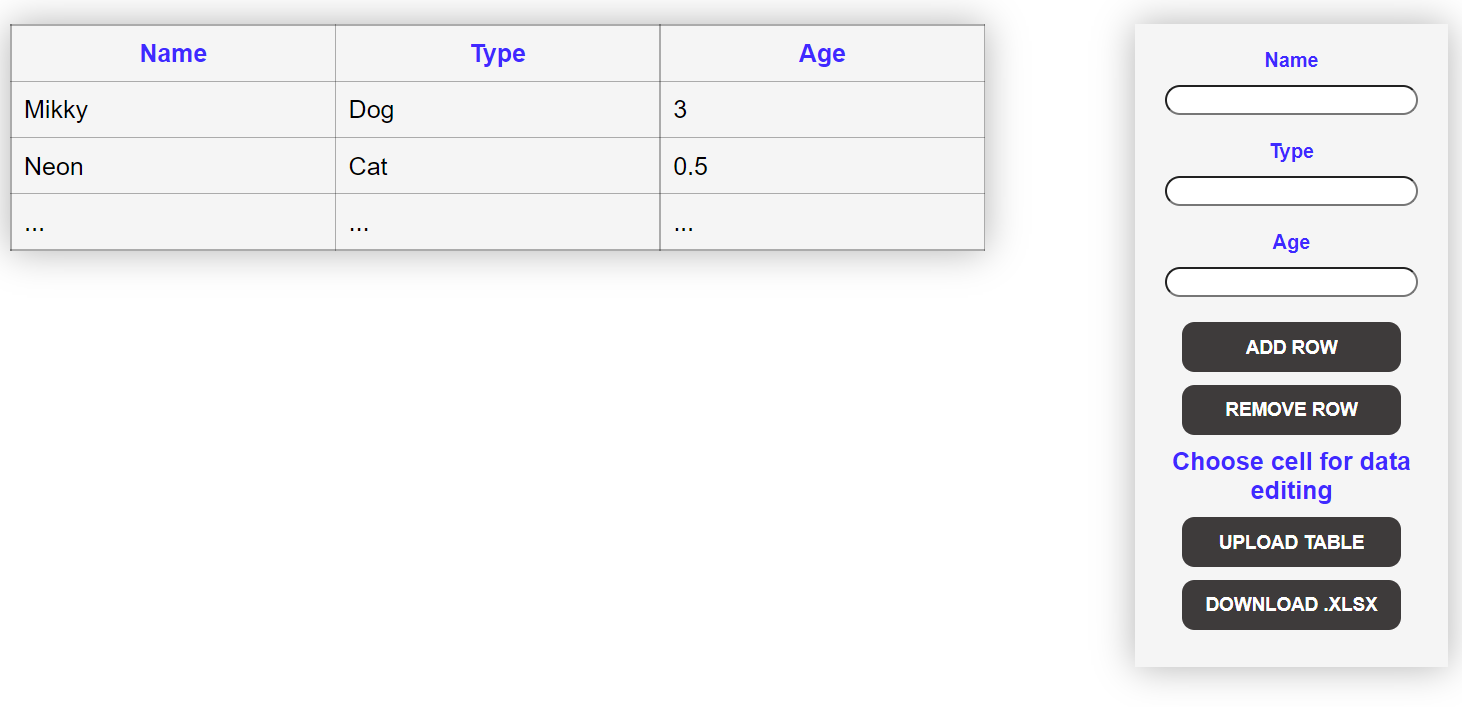 Name Type Age
Mikky Dog 3
Neon Cat 0.5
... ... ...
Name
Type
Age
ADD ROW
REMOVE ROW
Choose cell for data
editing
UPLOAD TABLE
DOWNLOAD .XLSX